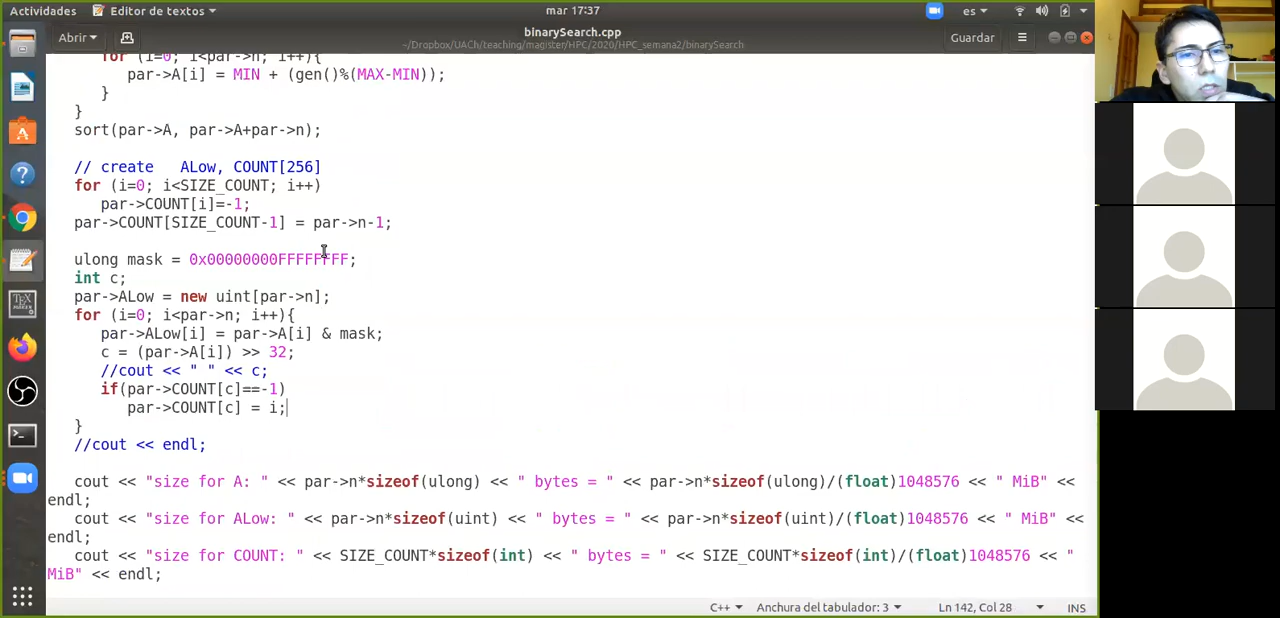 Actividades
Editor de textos
mar 17:37
es
Abrir
binarySearch.cpp
~/Dropbox/UACh/teaching/magister/HPC/2020/HPC_semana2/binarySearch
Guardar
for (i=0; i<par->n; i++){
par->A[i] = MIN + (gen()%(MAX-MIN));
}
}
sort(par->A, par->A+par->n);
// create   ALow, COUNT[256]
for (i=0; i<SIZE_COUNT; i++)
par->COUNT[i]=-1;
par->COUNT[SIZE_COUNT-1] = par->n-1;
ulong mask = 0x00000000FFFFFFFF;
int c;
par->ALow = new uint[par->n];
for (i=0; i<par->n; i++){
par->ALow[i] = par->A[i] & mask;
c = (par->A[i]) >> 32;
//cout << " " << c;
if(par->COUNT[c]==-1)
par->COUNT[c] = i;
}
//cout << endl;
cout << "size for A: " << par->n*sizeof(ulong) << " bytes = " << par->n*sizeof(ulong)/(float)1048576 << " MiB" <<
endl;
cout << "size for ALow: " << par->n*sizeof(uint) << " bytes = " << par->n*sizeof(uint)/(float)1048576 << " MiB" <<
endl;
cout << "size for COUNT: " << SIZE_COUNT*sizeof(int) << " bytes = " << SIZE_COUNT*sizeof(int)/(float)1048576 << "
MiB" << endl;
C++
Anchura del tabulador: 3
Ln 142, Col 28
INS